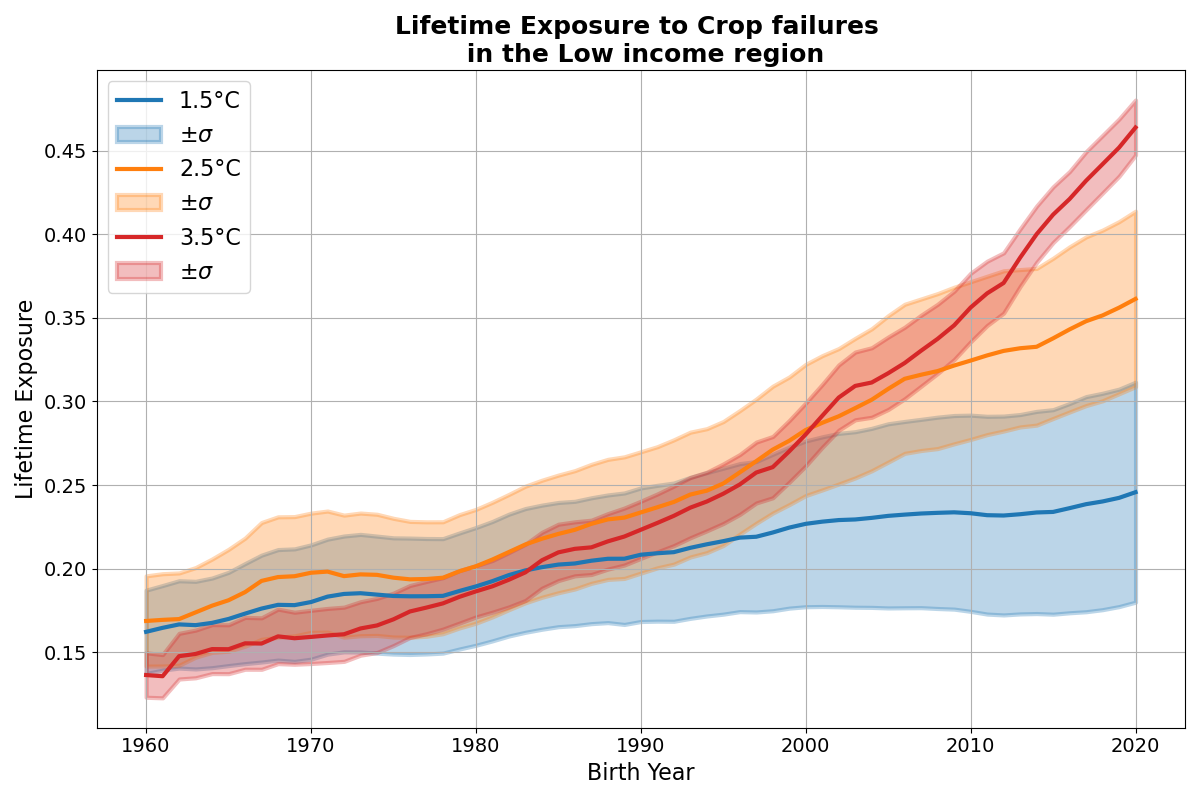 Lifetime Exposure to Crop failures
in the Low income region
1.5°C
±σ
2.5°C
±σ
3.5°C
±σ
Lifetime Exposure
0.45
0.40
0.35
0.30
0.25
0.20
0.15
1960 1970 1980 1990 2000 2010 2020
Birth Year